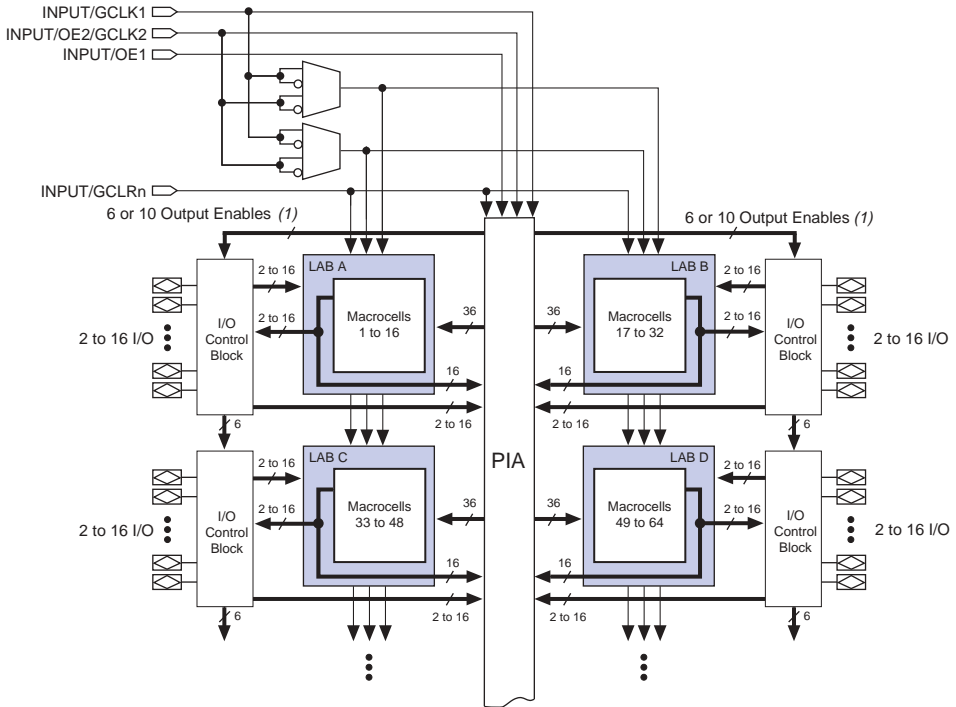 INPUT/GCLK1
INPUT/OE2/GCLK2
INPUT/OE1
INPUT/GCLRn
6 or 10 Output Enables (1)
6 or 10 Output Enables (1)
LAB A
LAB B
2 to 16
2 to 16
2 to 16 I/O
I/O
Control
Block
2 to 16
Macrocells
1 to 16
36
36
Macrocells
17 to 32
2 to 16
I/O
Control
Block
2 to 16 I/O
16
16
2 to 16
2 to 16
6
6
PIA
LAB C
LAB D
2 to 16
2 to 16
2 to 16 I/O
I/O
Control
Block
2 to 16
Macrocells
33 to 48
36
36
Macrocells
49 to 64
2 to 16
I/O
Control
Block
2 to 16 I/O
16
16
2 to 16
2 to 16
6
6